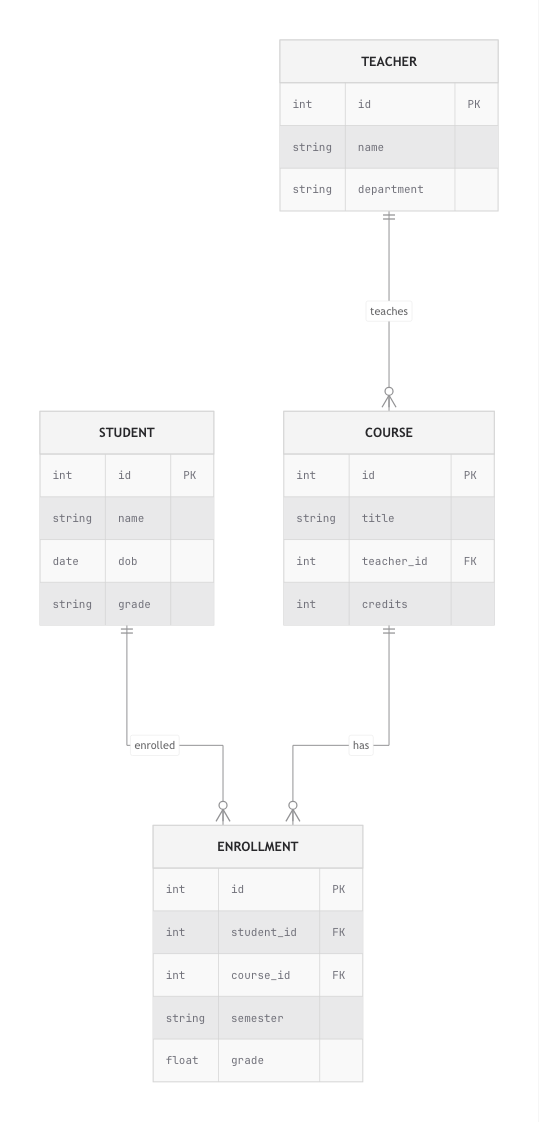 TEACHER
int id PK
string name
string department
teaches
STUDENT
int id PK
string name
date dob
string grade
COURSE
int id PK
string title
int teacher_id FK
int credits
enrolled
has
ENROLLMENT
int id PK
int student_id FK
int course_id FK
string semester
float grade